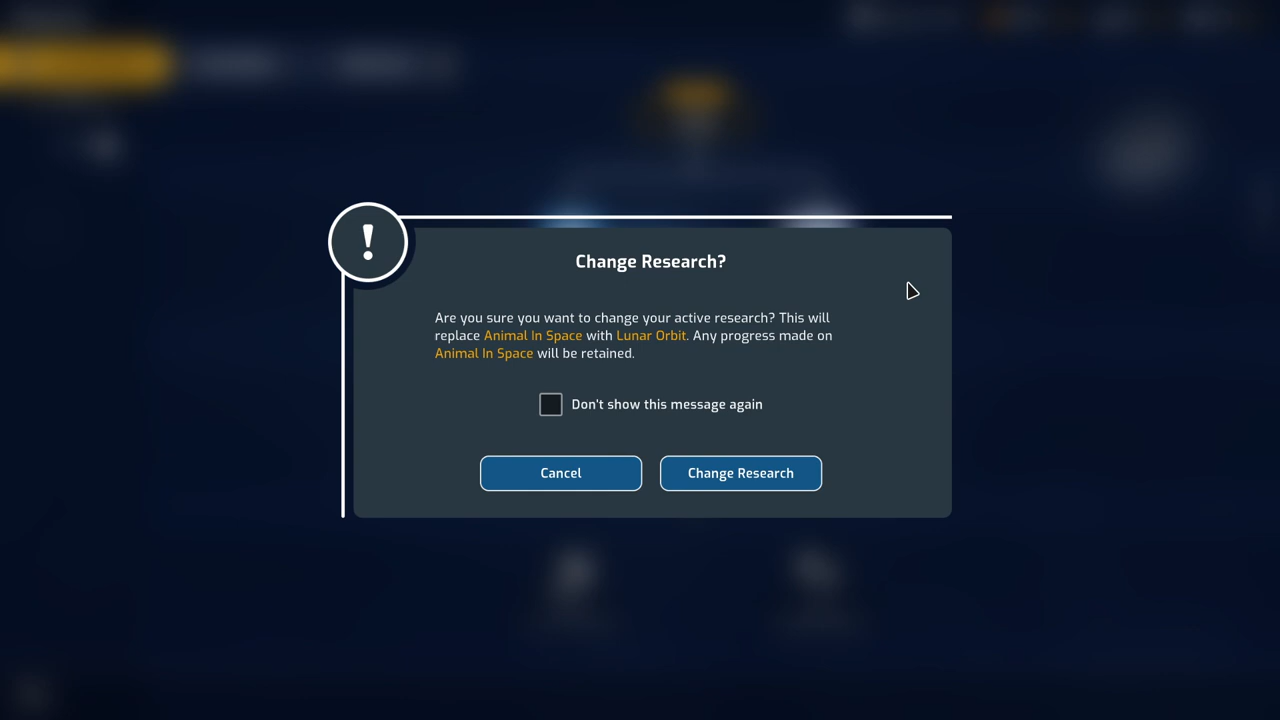 !
Change Research?
Are you sure you want to change your active research? This will
replace Animal In Space with Lunar Orbit. Any progress made on
Animal In Space will be retained.
Don't show this message again
Cancel
Change Research